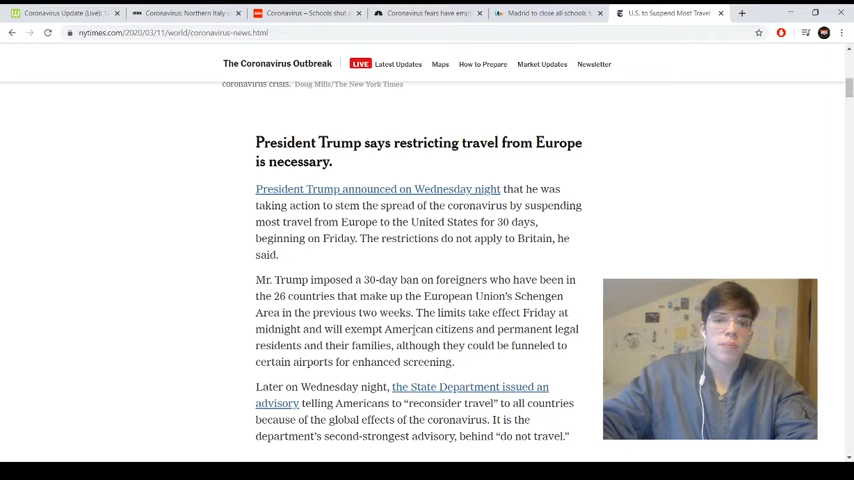 Coronavirus Update (Live): 1
Coronavirus: Northern Italy
Coronavirus – Schools shut
Coronavirus fears have emp
Madrid to close all schools f
U.S. to Suspend Most Travel
nytimes.com/2020/03/11/world/coronavirus-news.html
The Coronavirus Outbreak
LIVE Latest Updates Maps How to Prepare Market Updates Newsletter
coronavirus crisis. Doug Mills/The New York Times
President Trump says restricting travel from Europe
is necessary.
President Trump announced on Wednesday night that he was
taking action to stem the spread of the coronavirus by suspending
most travel from Europe to the United States for 30 days,
beginning on Friday. The restrictions do not apply to Britain, he
said.
Mr. Trump imposed a 30-day ban on foreigners who have been in
the 26 countries that make up the European Union’s Schengen
Area in the previous two weeks. The limits take effect Friday at
midnight and will exempt American citizens and permanent legal
residents and their families, although they could be funneled to
certain airports for enhanced screening.
Later on Wednesday night, the State Department issued an
advisory telling Americans to “reconsider travel” to all countries
because of the global effects of the coronavirus. It is the
department’s second-strongest advisory, behind “do not travel.”